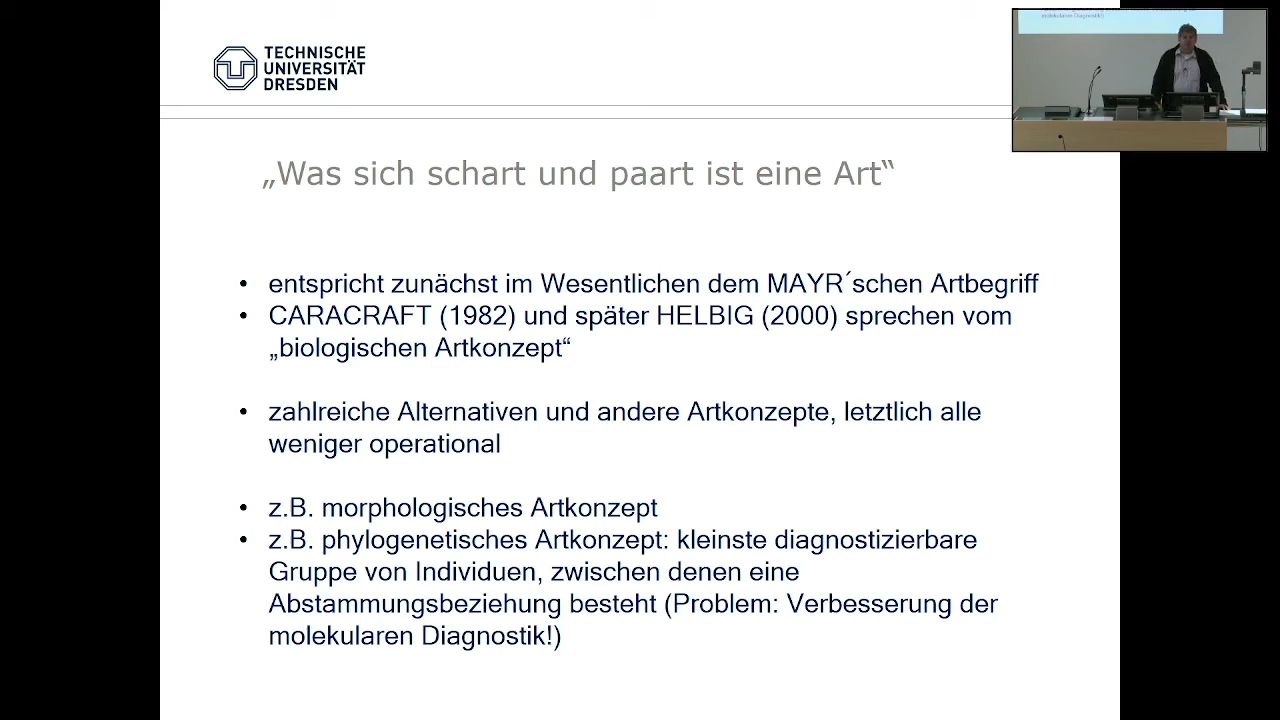 TECHNISCHE
UNIVERSITÄT
DRESDEN
„Was sich schart und paart ist eine Art“
• entspricht zunächst im Wesentlichen dem MAYR´schen Artbegriff
• CARACRAFT (1982) und später HELBIG (2000) sprechen vom
„biologischen Artkonzept“
• zahlreiche Alternativen und andere Artkonzepte, letztlich alle
weniger operational
• z.B. morphologisches Artkonzept
• z.B. phylogenetisches Artkonzept: kleinste diagnostizierbare
Gruppe von Individuen, zwischen denen eine
Abstammungsbeziehung besteht (Problem: Verbesserung der
molekularen Diagnostik!)
molekularen Diagnostik!)